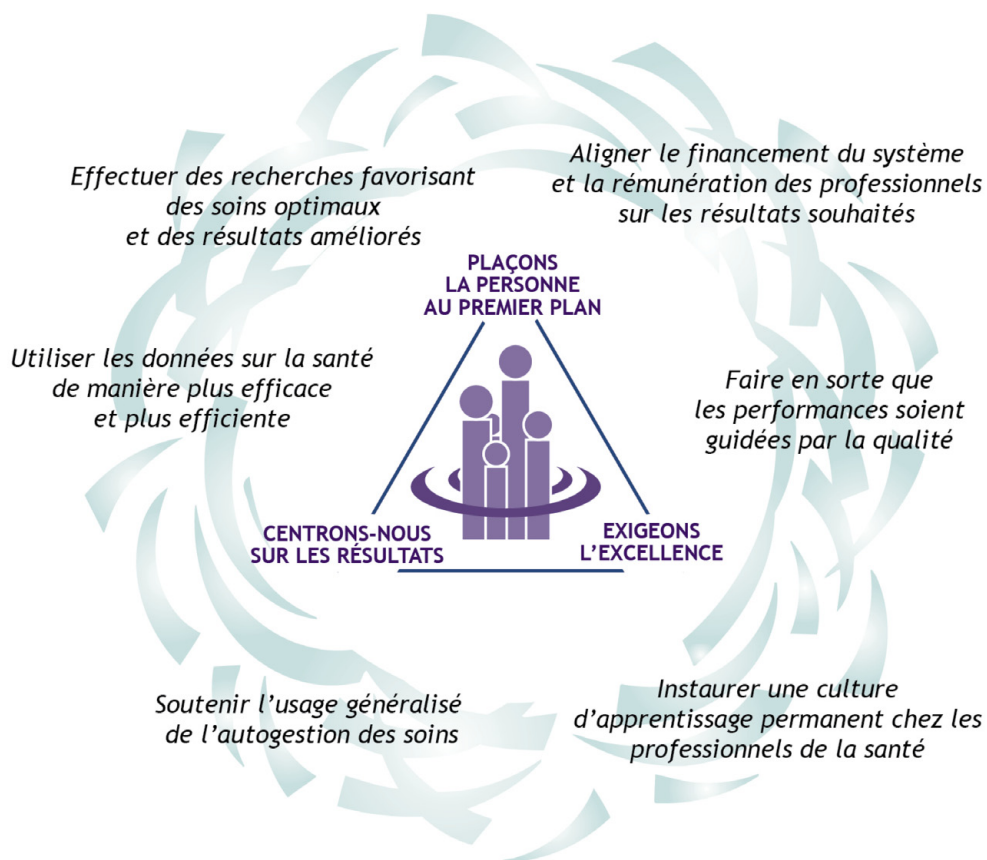 Effectuer des recherches favorisant
des soins optimaux
et des résultats améliorés
Aligner le financement du système
et la rémunération des professionnels
sur les résultats souhaités
PLAÇONS
LA PERSONNE
AU PREMIER PLAN
Utiliser les données sur la santé
de manière plus efficace
et plus efficiente
Faire en sorte que
les performances soient
guidées par la qualité
CENTRONS-NOUS
SUR LES RÉSULTATS
EXIGEONS
L’EXCELLENCE
Soutenir l’usage généralisé
de l’autogestion des soins
Instaurer une culture
d’apprentissage permanent chez les
professionnels de la santé